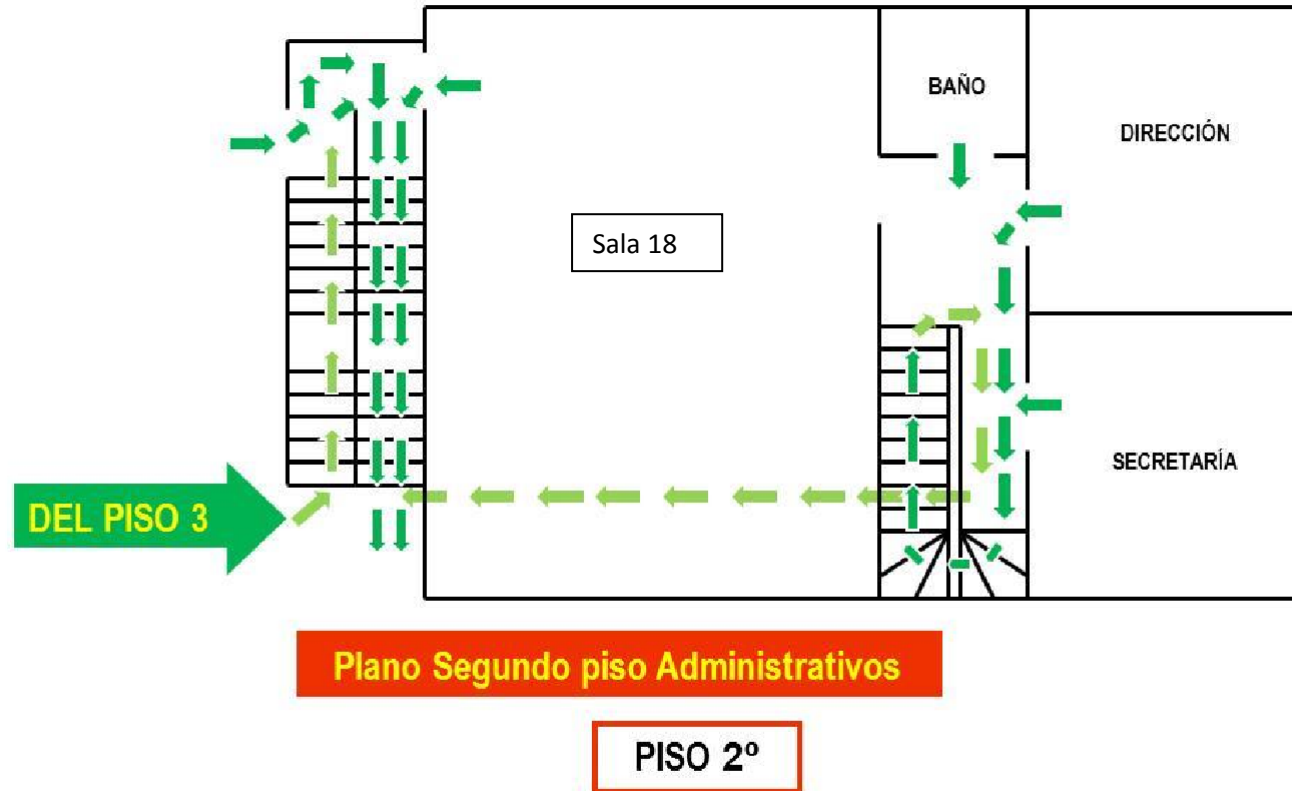 BAÑO
DIRECCIÓN
Sala 18
SECRETARÍA
DEL PISO 3
Plano Segundo piso Administrativos
PISO 2º